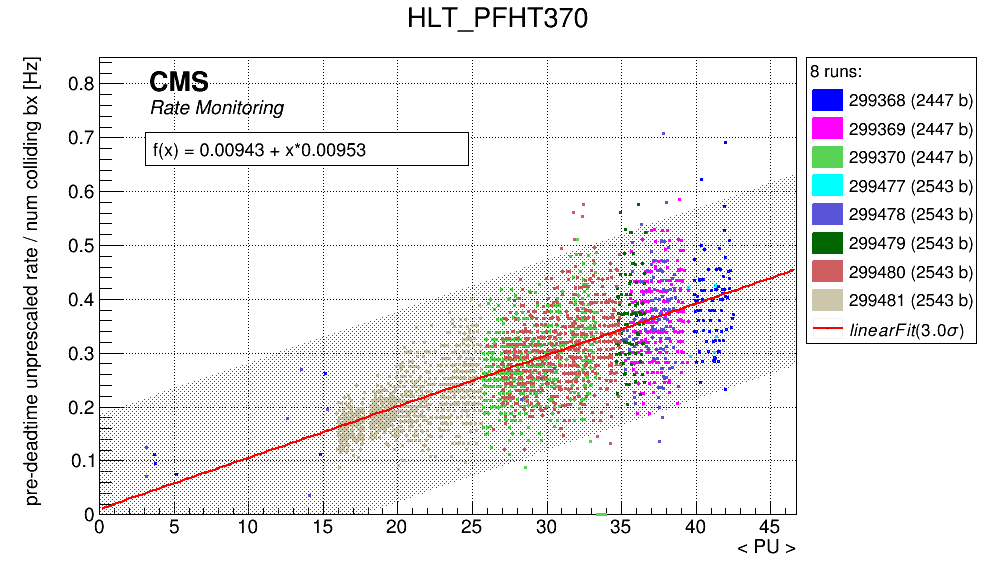 HLT_PFHT370
pre-deadtime unprescaled rate / num colliding bx [Hz]
CMS
Rate Monitoring
f(x) = 0.00943 + x*0.00953
0.8
0.7
0.6
0.5
0.4
0.3
0.2
0.1
0
0 5 10 15 20 25 30 35 40 45
< PU >
8 runs:
299368 (2447 b)
299369 (2447 b)
299370 (2447 b)
299477 (2543 b)
299478 (2543 b)
299479 (2543 b)
299480 (2543 b)
299481 (2543 b)
linearFit(3.0σ)